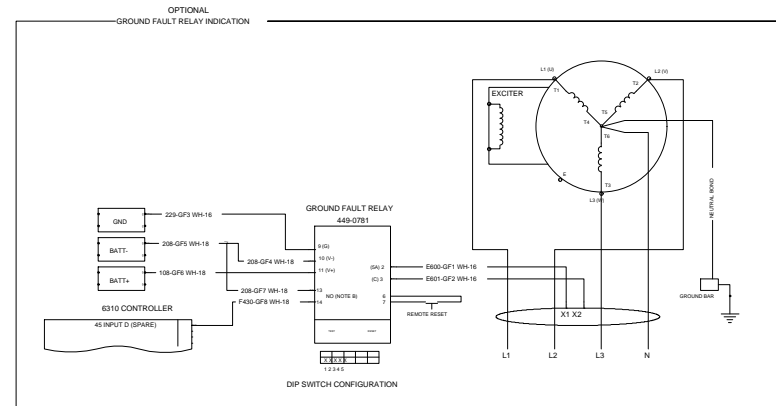 OPTIONAL
GROUND FAULT RELAY INDICATION
L1 (U)
L2 (V)
T1
T2
EXCITER
T5
T4
T6
E
T3
L3 (W)
NEUTRAL BOND
GND
229-GF3 WH-16
GROUND FAULT RELAY
449-0781
BATT-
208-GF5 WH-18
9 (G)
208-GF4 WH-18
10 (V-)
BATT+
108-GF6 WH-18
11 (V+)
(SA) 2
E600-GF1 WH-16
(C) 3
E601-GF2 WH-16
208-GF7 WH-18
13
F430-GF8 WH-18
14
NO (NOTE B)
6
7
REMOTE RESET
GROUND BAR
6310 CONTROLLER
45 INPUT D (SPARE)
X1 X2
L1
L2
L3
N
X X X X X
1 2 3 4 5
DIP SWITCH CONFIGURATION